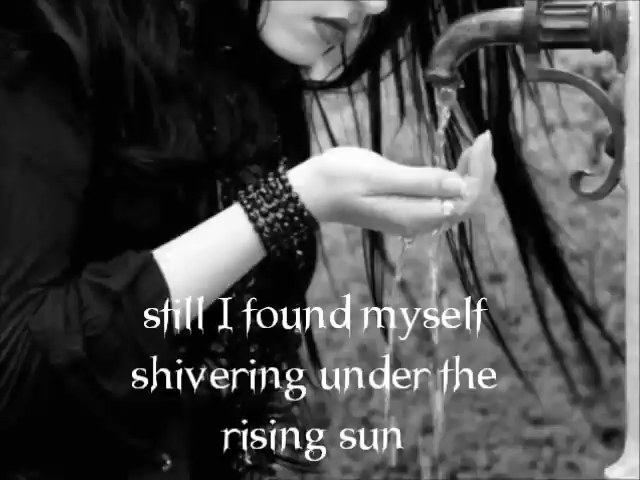 still I found myself
shivering under the
rising sun